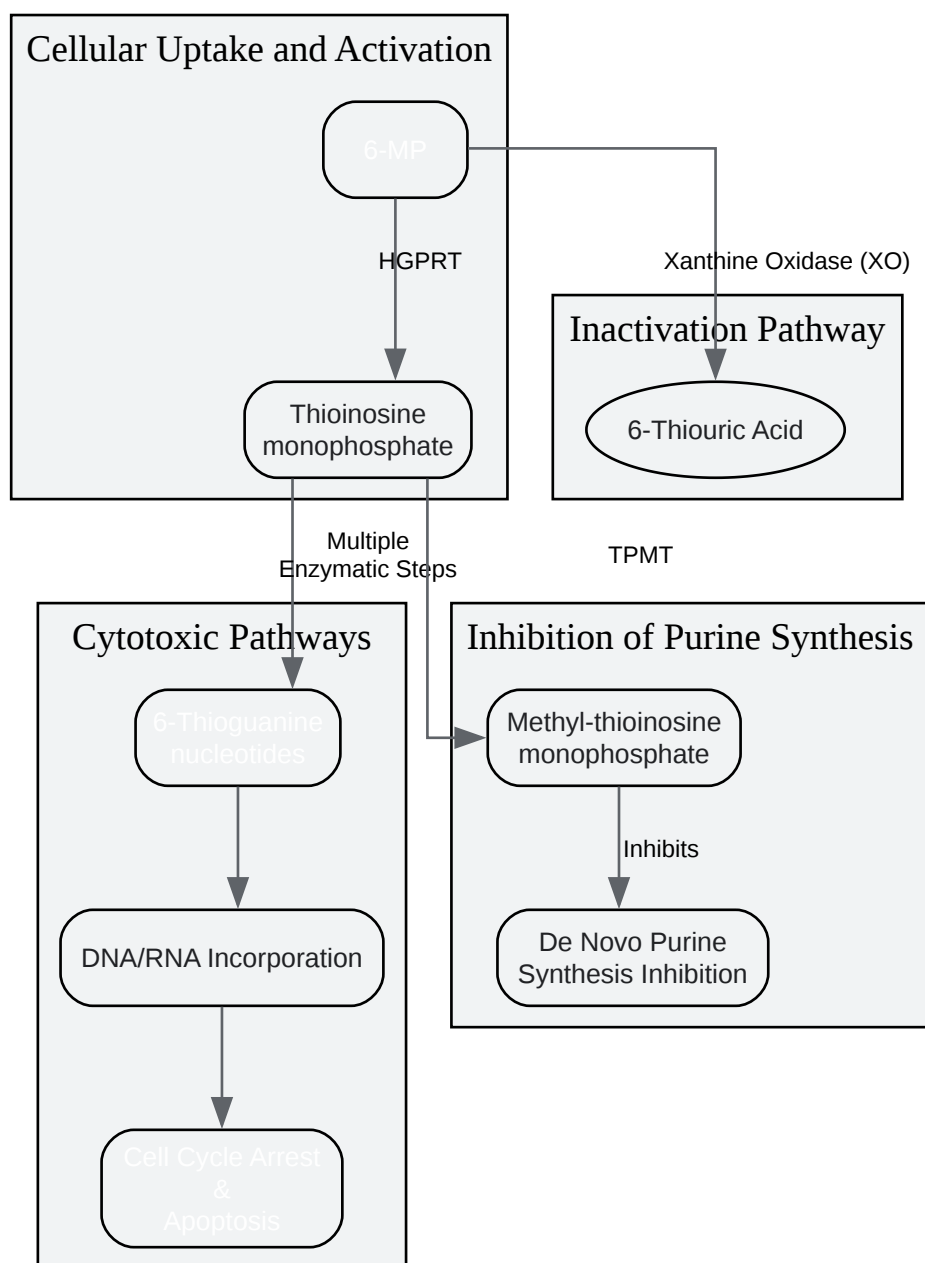 Cellular Uptake and Activation
6-MP
HGPRT
Xanthine Oxidase (XO)
Inactivation Pathway
Thioinosine
monophosphate
6-Thiouric Acid
Multiple
Enzymatic Steps
TPMT
Cytotoxic Pathways
Inhibition of Purine Synthesis
6-Thioguanine
nucleotides
Methyl-thioinosine
monophosphate
Inhibits
DNA/RNA Incorporation
De Novo Purine
Synthesis Inhibition
Cell Cycle Arrest
&
Apoptosis